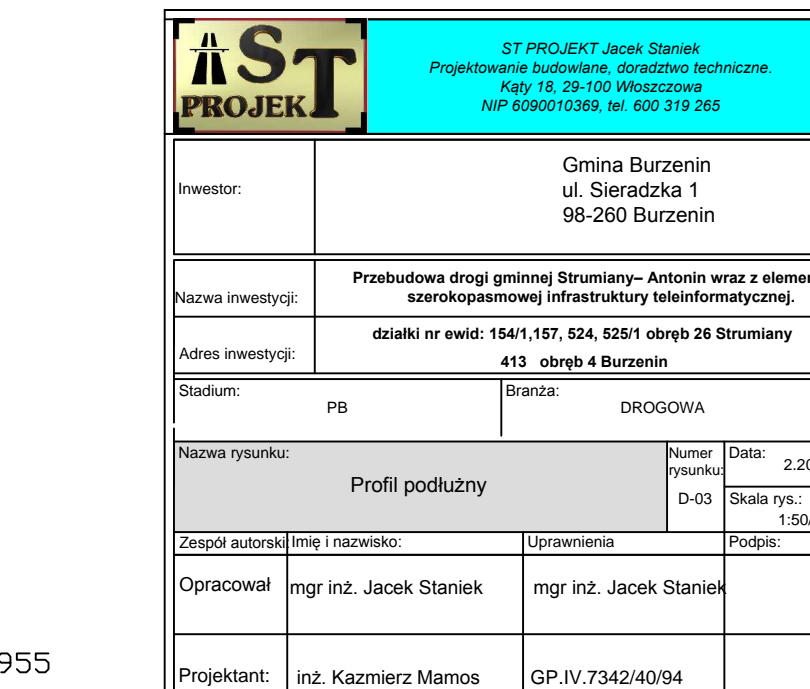 ST
PROJEKT
ST PROJEKT Jacek Staniek
Projektowanie budowlane, doradztwo techniczne.
Kąty 18, 29-100 Włoszczowa
NIP 6090010369, tel. 600 319 265
Inwestor:
Gmina Burzenin
ul. Sieradzka 1
98-260 Burzenin
Nazwa inwestycji:
Przebudowa drogi gminnej Strumiany– Antonin wraz z
szerokopasmowej infrastruktury teleinformatycznej.
Adres inwestycji:
działki nr ewid: 154/1,157, 524, 525/1 obręb 26 Strumiany
413 obręb 4 Burzenin
Stadium:
PB
Branża:
DROGOWA
Nazwa rysunku:
Profil podłużny
Numer
rysunku:
D-03
Data:
2.20
Skala rys.:
1:50/
Zespół autorski: Imię i nazwisko: Uprawnienia Podpis:
Opracował mgr inż. Jacek Staniek mgr inż. Jacek Staniek
Projektant: inż. Kazmierz Mamos GP.IV.7342/40/94
955